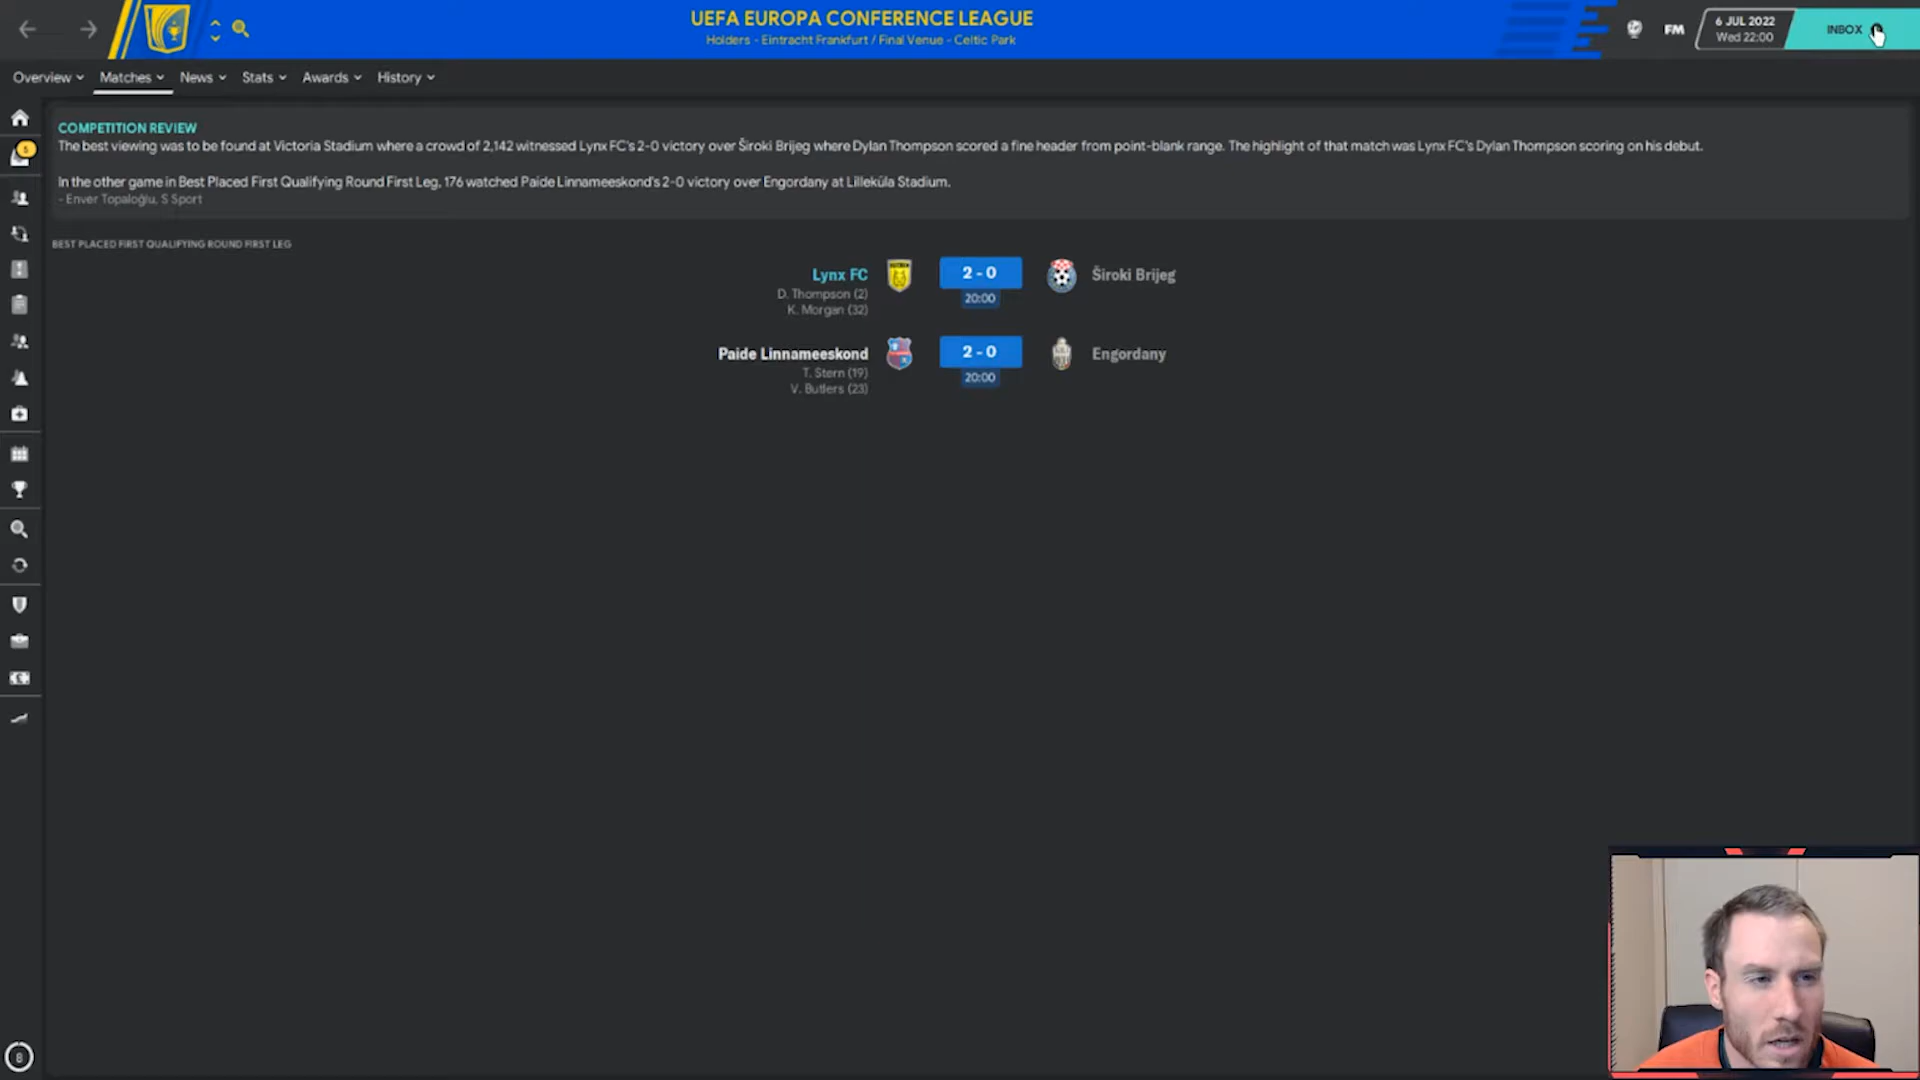 UEFA EUROPA CONFERENCE LEAGUE
Holders - Eintracht Frankfurt / Final Venue - Celtic Park
FM
6 JUL 2022
Wed 22:00
INBOX
Overview
Matches
News
Stats
Awards
History
5
COMPETITION REVIEW
The best viewing was to be found at Victoria Stadium where a crowd of 2,142 witnessed Lynx FC's 2-0 victory over Široki Brijeg where Dylan Thompson scored a fine header from point-blank range. The highlight of that match was Lynx FC's Dylan Thompson scoring on his debut.
In the other game in Best Placed First Qualifying Round First Leg, 176 watched Paide Linnameeskond's 2-0 victory over Engordany at Lilleküla Stadium.
- Enver Topaloğlu, S Sport
BEST PLACED FIRST QUALIFYING ROUND FIRST LEG
Lynx FC 2 - 0 Široki Brijeg
D. Thompson (2) 20:00
K. Morgan (32)
Paide Linnameeskond 2 - 0 Engordany
T. Stern (19) 20:00
V. Butlers (23)
8